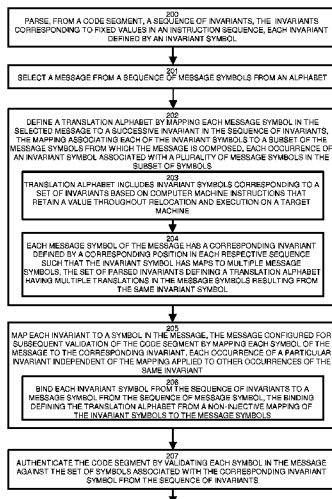 200
PARSE, FROM A CODE SEGMENT, A SEQUENCE OF INVARIANTS, THE INVARIANTS
CORRESPONDING TO FIXED VALUES IN AN INSTRUCTION SEQUENCE, EACH INVARIANT
DEFINED BY AN INVARIANT SYMBOL
201
SELECT A MESSAGE FROM A SEQUENCE OF MESSAGE SYMBOLS FROM AN ALPHABET
202
DEFINE A TRANSLATION ALPHABET BY MAPPING EACH MESSAGE SYMBOL IN THE
SELECTED MESSAGE TO A SUCCESSIVE INVARIANT IN THE SEQUENCE OF INVARIANTS,
THE MAPPING ASSOCIATING EACH OF THE INVARIANT SYMBOLS TO A SUBSET OF THE
MESSAGE SYMBOLS FROM WHICH THE MESSAGE IS COMPOSED, EACH OCCURRENCE OF
AN INVARIANT SYMBOL ASSOCIATED WITH A PLURALITY OF MESSAGE SYMBOLS IN THE
SUBSET OF SYMBOLS
203
TRANSLATION ALPHABET INCLUDES INVARIANT SYMBOLS CORRESPONDING TO A
SET OF INVARIANTS BASED ON COMPUTER MACHINE INSTRUCTIONS THAT
RETAIN A VALUE THROUGHOUT RELOCATION AND EXECUTION ON A TARGET
MACHINE
204
EACH MESSAGE SYMBOL OF THE MESSAGE HAS A CORRESPONDING INVARIANT
DEFINED BY A CORRESPONDING POSITION IN EACH RESPECTIVE SEQUENCE
SUCH THAT THE INVARIANT SYMBOL HAS MAPS TO MULTIPLE MESSAGE
SYMBOLS, THE SET OF PARSED INVARIANTS DEFINING A TRANSLATION ALPHABET
HAVING MULTIPLE TRANSLATIONS IN THE MESSAGE SYMBOLS RESULTING FROM
THE SAME INVARIANT SYMBOL
205
MAP EACH INVARIANT TO A SYMBOL IN THE MESSAGE, THE MESSAGE CONFIGURED FOR
SUBSEQUENT VALIDATION OF THE CODE SEGMENT BY MAPPING EACH SYMBOL OF THE
MESSAGE TO THE CORRESPONDING INVARIANT, EACH OCCURRENCE OF A PARTICULAR
INVARIANT INDEPENDENT OF THE MAPPING APPLIED TO OTHER OCCURRENCES OF THE
SAME INVARIANT
206
BIND EACH INVARIANT SYMBOL FROM THE SEQUENCE OF INVARIANTS TO A
MESSAGE SYMBOL FROM THE SEQUENCE OF MESSAGE SYMBOL, THE BINDING
DEFINING THE TRANSLATION ALPHABET FROM A NON-INJECTIVE MAPPING OF
THE INVARIANT SYMBOLS TO THE MESSAGE SYMBOLS
207
AUTHENTICATE THE CODE SEGMENT BY VALIDATING EACH SYMBOL IN THE MESSAGE
AGAINST THE SET OF SYMBOLS ASSOCIATED WITH THE CORRESPONDING INVARIANT
SYMBOL FROM THE SEQUENCE OF INVARIANTS